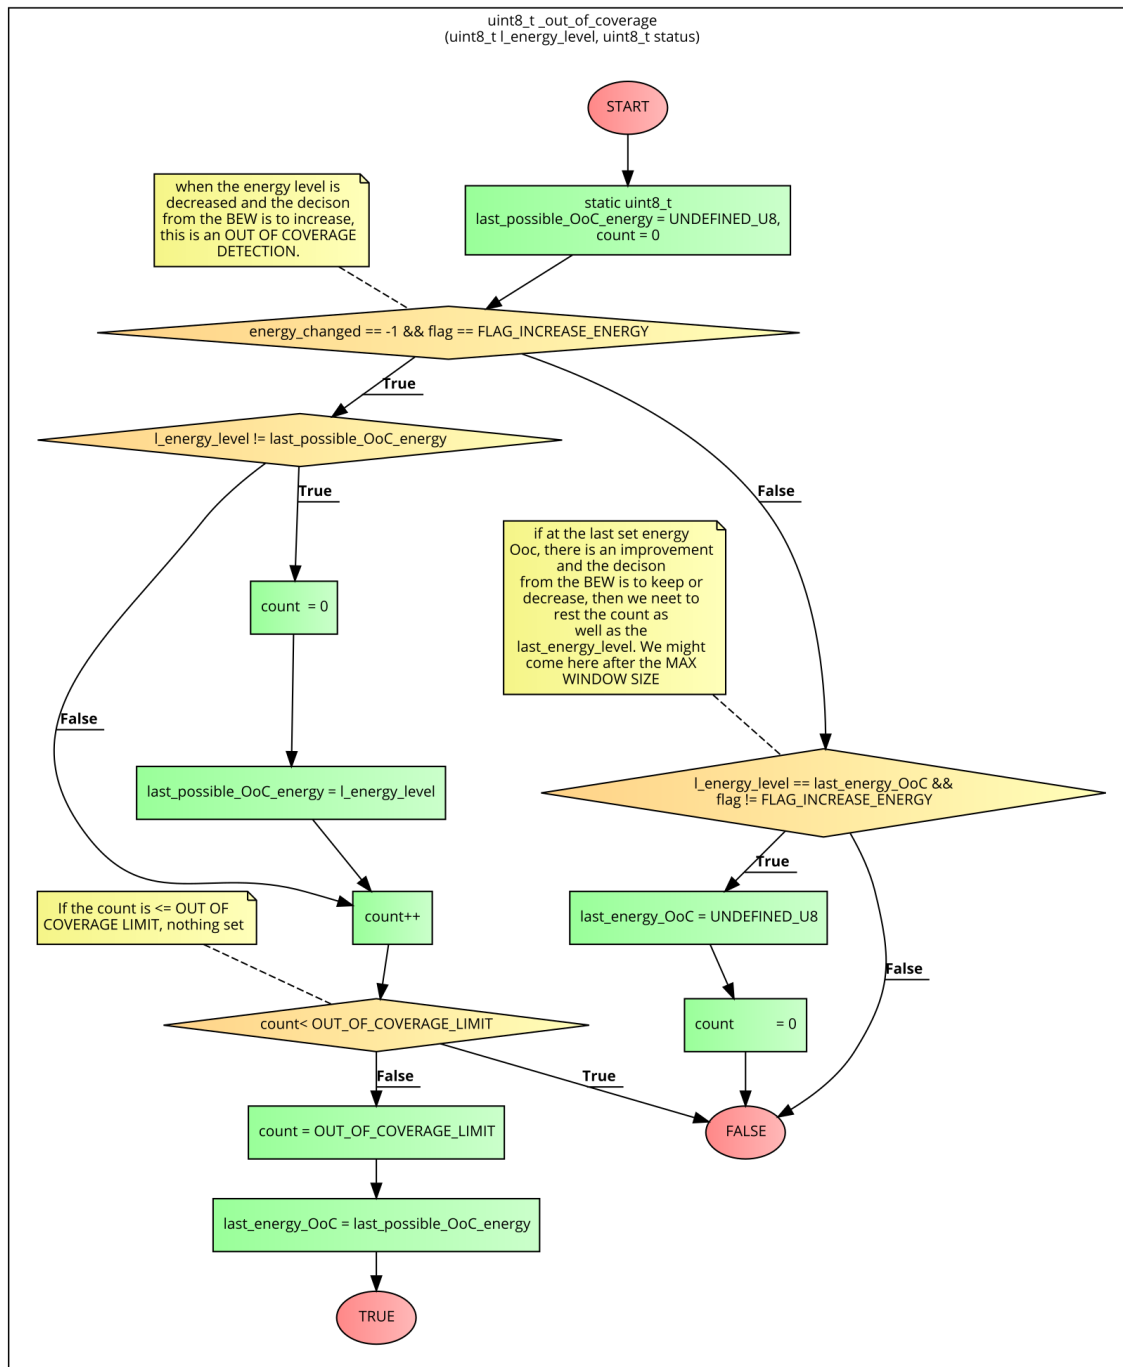 uint8_t _out_of_coverage
(uint8_t l_energy_level, uint8_t status)
START
when the energy level is
decreased and the decison
from the BEW is to increase,
this is an OUT OF COVERAGE
DETECTION.
static uint8_t
last_possible_OoC_energy = UNDEFINED_U8,
count = 0
energy_changed == -1 && flag == FLAG_INCREASE_ENERGY
True
l_energy_level != last_possible_OoC_energy
True
False
if at the last set energy
Ooc, there is an improvement
and the decison
from the BEW is to keep or
decrease, then we neet to
rest the count as
well as the
last_energy_level. We might
come here after the MAX
WINDOW SIZE
count  = 0
False
last_possible_OoC_energy = l_energy_level
l_energy_level == last_energy_OoC &&
flag != FLAG_INCREASE_ENERGY
True
If the count is <= OUT OF
COVERAGE LIMIT, nothing set
count++
last_energy_OoC = UNDEFINED_U8
False
count< OUT_OF_COVERAGE_LIMIT
count          = 0
False
True
count = OUT_OF_COVERAGE_LIMIT
FALSE
last_energy_OoC = last_possible_OoC_energy
TRUE